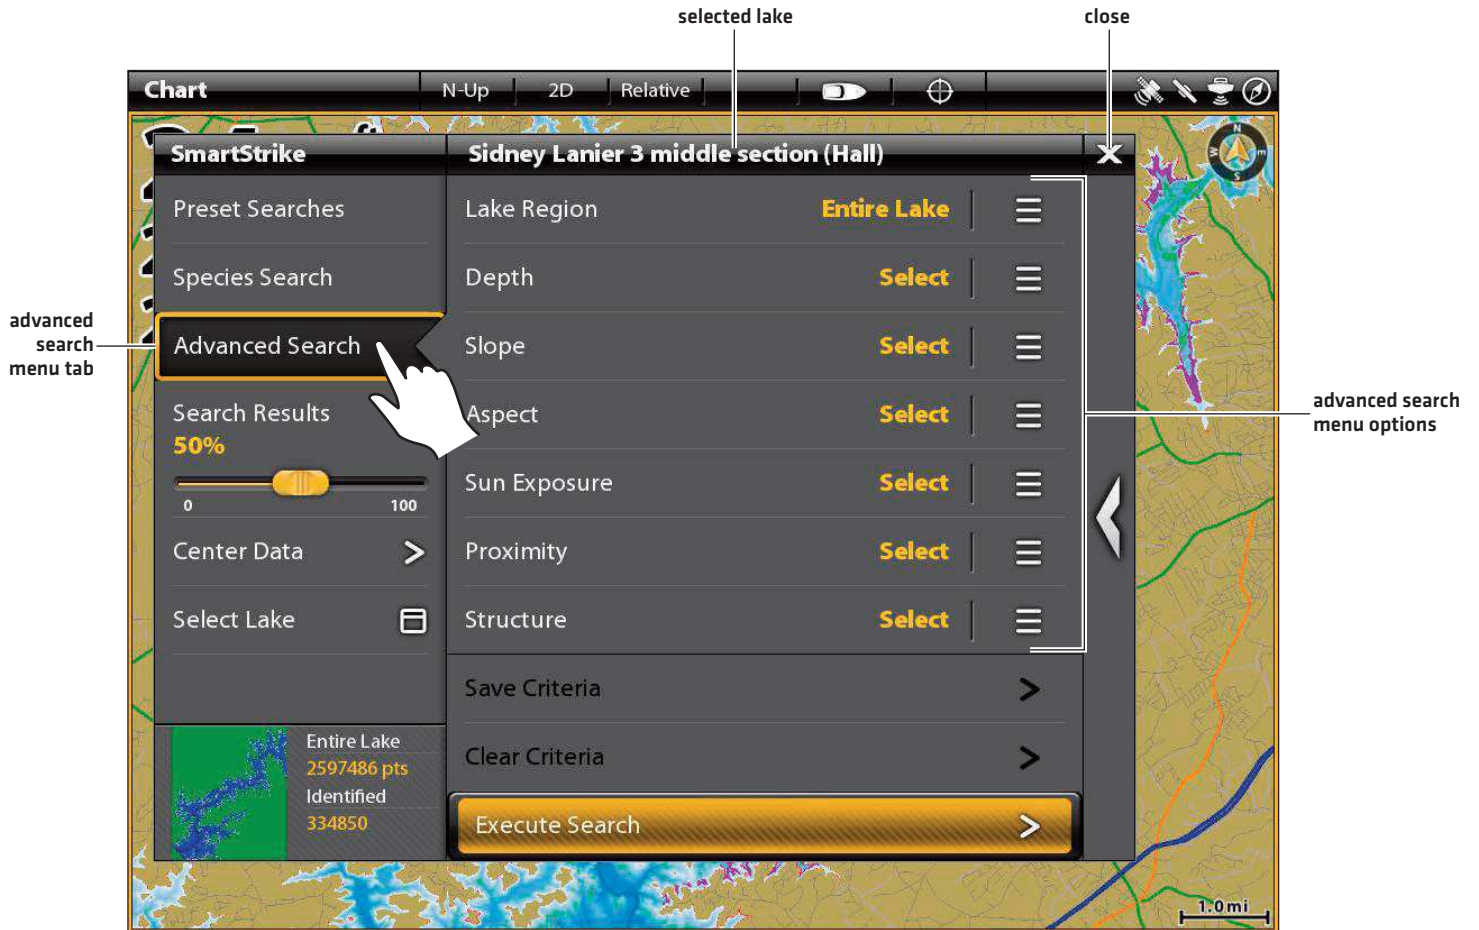 selected lake
close
Chart
N-Up
2D
Relative
SmartStrike
Sidney Lanier 3 middle section (Hall)
Preset Searches
Species Search
Advanced Search
Search Results
50%
0
100
Center Data
Select Lake
Entire Lake
2597486 pts
Identified
334850
Lake Region
Entire Lake
Depth
Select
Slope
Select
Aspect
Select
Sun Exposure
Select
Proximity
Select
Structure
Select
Save Criteria
Clear Criteria
Execute Search
advanced
search
menu tab
advanced search
menu options
N
W
E
S
1.0mi